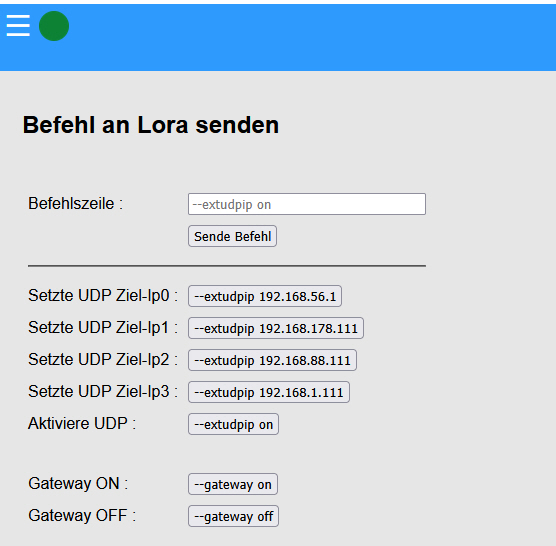 Befehl an Lora senden
Befehlszeile : --extudpip on
Sende Befehl
Setzte UDP Ziel-Ip0 : --extudpip 192.168.56.1
Setzte UDP Ziel-Ip1 : --extudpip 192.168.178.111
Setzte UDP Ziel-Ip2 : --extudpip 192.168.88.111
Setzte UDP Ziel-Ip3 : --extudpip 192.168.1.111
Aktiviere UDP : --extudpip on
Gateway ON : --gateway on
Gateway OFF : --gateway off